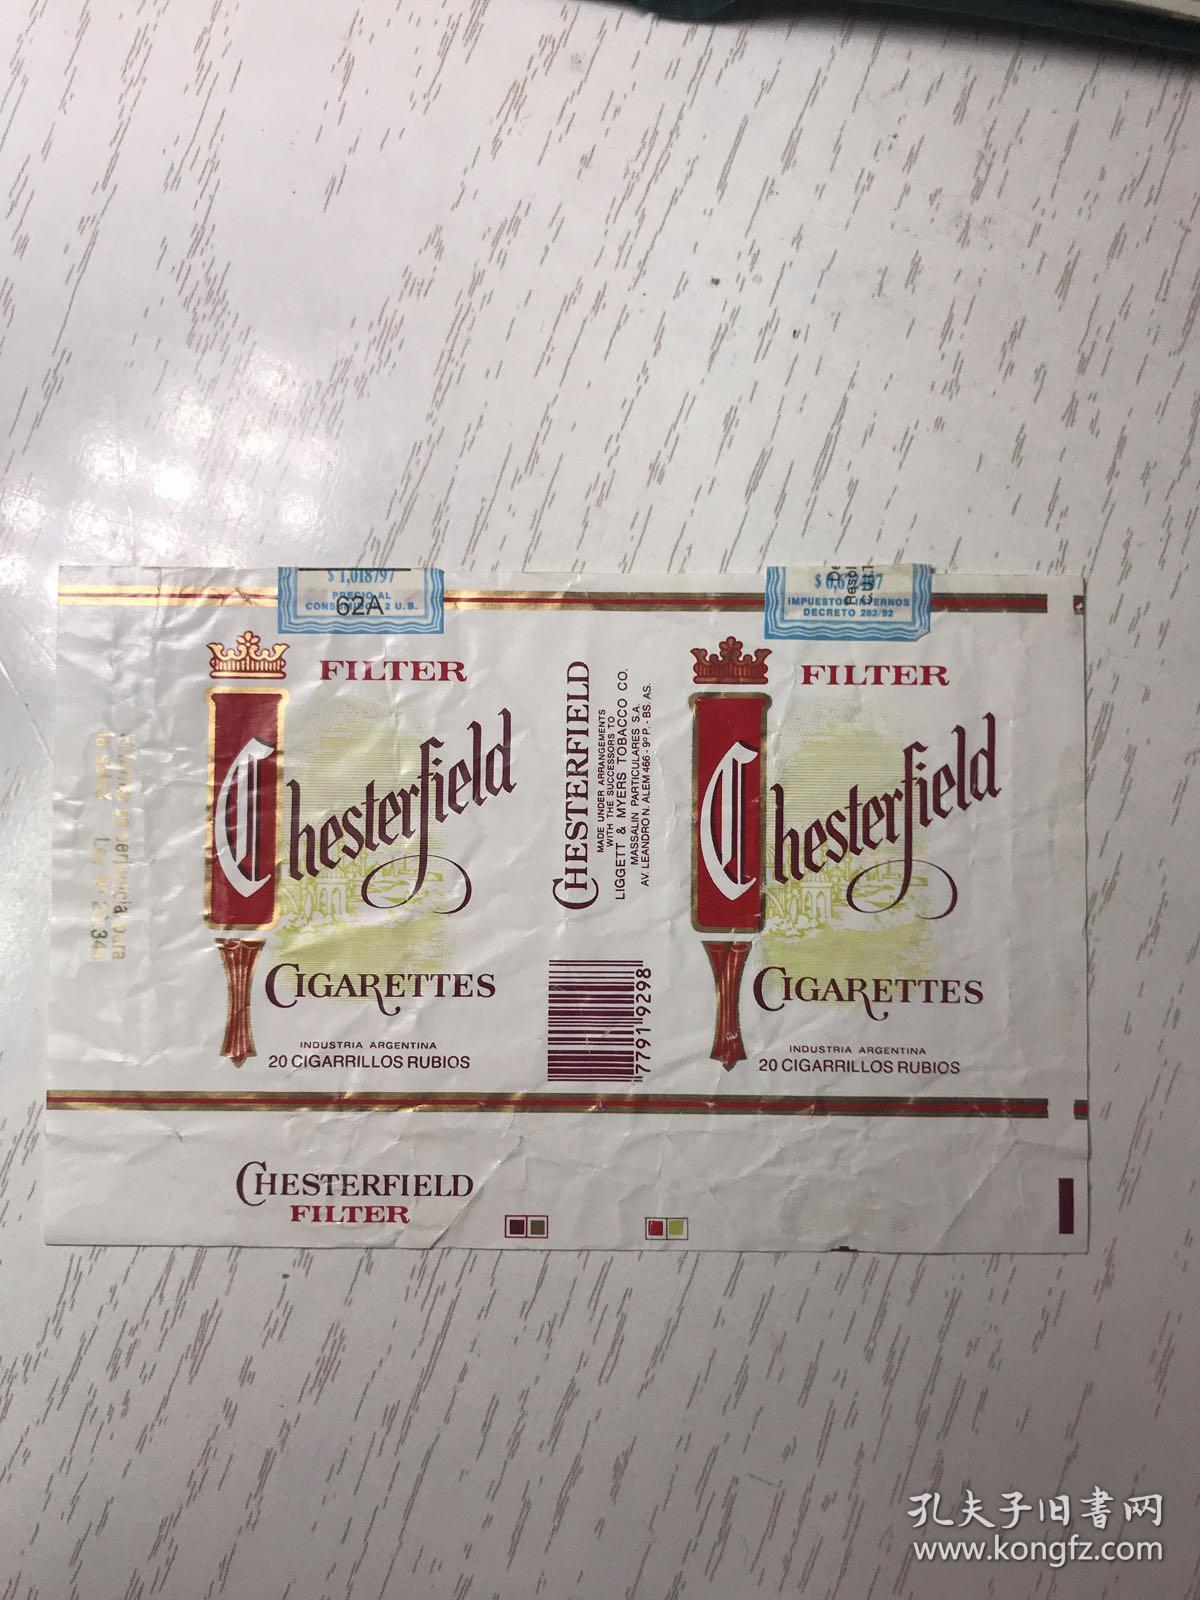 $ 1,018797
PRECIO AL
62A
2 U.S.
IMPUESTOS INTERNOS
DECRETO 283/92
FILTER
Chesterfield
CIGARETTES
INDUSTRIA ARGENTINA
20 CIGARRILLOS RUBIOS
CHESTERFIELD
MADE UNDER ARRANGEMENTS
WITH THE SUCCESSORS TO
LIGGETT & MYERS TOBACCO CO.
MASSALIN PARTICULARES S.A.
AV. LEANDRO N. ALEM 466 - 9º P. - BS. AS.
7791 9298
FILTER
Chesterfield
CIGARETTES
INDUSTRIA ARGENTINA
20 CIGARRILLOS RUBIOS
CHESTERFIELD
FILTER
孔夫子旧書网
www.kongfz.com